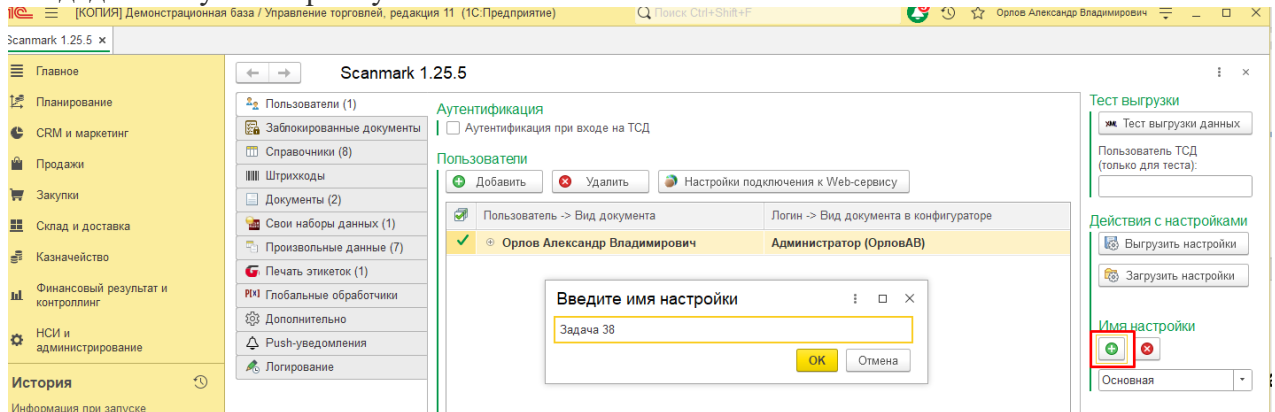 [КОПИЯ] Демонстрационная база / Управление торговлей, редакция 11 (1С:Предприятие)
Поиск Ctrl+Shift+F
Орлов Александр Владимирович
Scanmark 1.25.5 ×
Главное
Планирование
CRM и маркетинг
Продажи
Закупки
Склад и доставка
Казначейство
Финансовый результат и
контроллинг
НСИ и
администрирование
История
Информация при запуске
Scanmark 1.25.5
Пользователи (1)
Заблокированные документы
Справочники (8)
Штрихкоды
Документы (2)
Свои наборы данных (1)
Произвольные данные (7)
Печать этикеток (1)
Глобальные обработчики
Дополнительно
Push-уведомления
Логирование
Аутентификация
Аутентификация при входе на ТСД
Пользователи
Добавить
Удалить
Настройки подключения к Web-сервису
Пользователь -> Вид документа
Логин -> Вид документа в конфигураторе
Орлов Александр Владимирович
Администратор (ОрловАВ)
Введите имя настройки
Задача 38
ОК
Отмена
Тест выгрузки
Тест выгрузки данных
Пользователь ТСД
(только для теста):
Действия с настройками
Выгрузить настройки
Загрузить настройки
Имя настройки
Основная